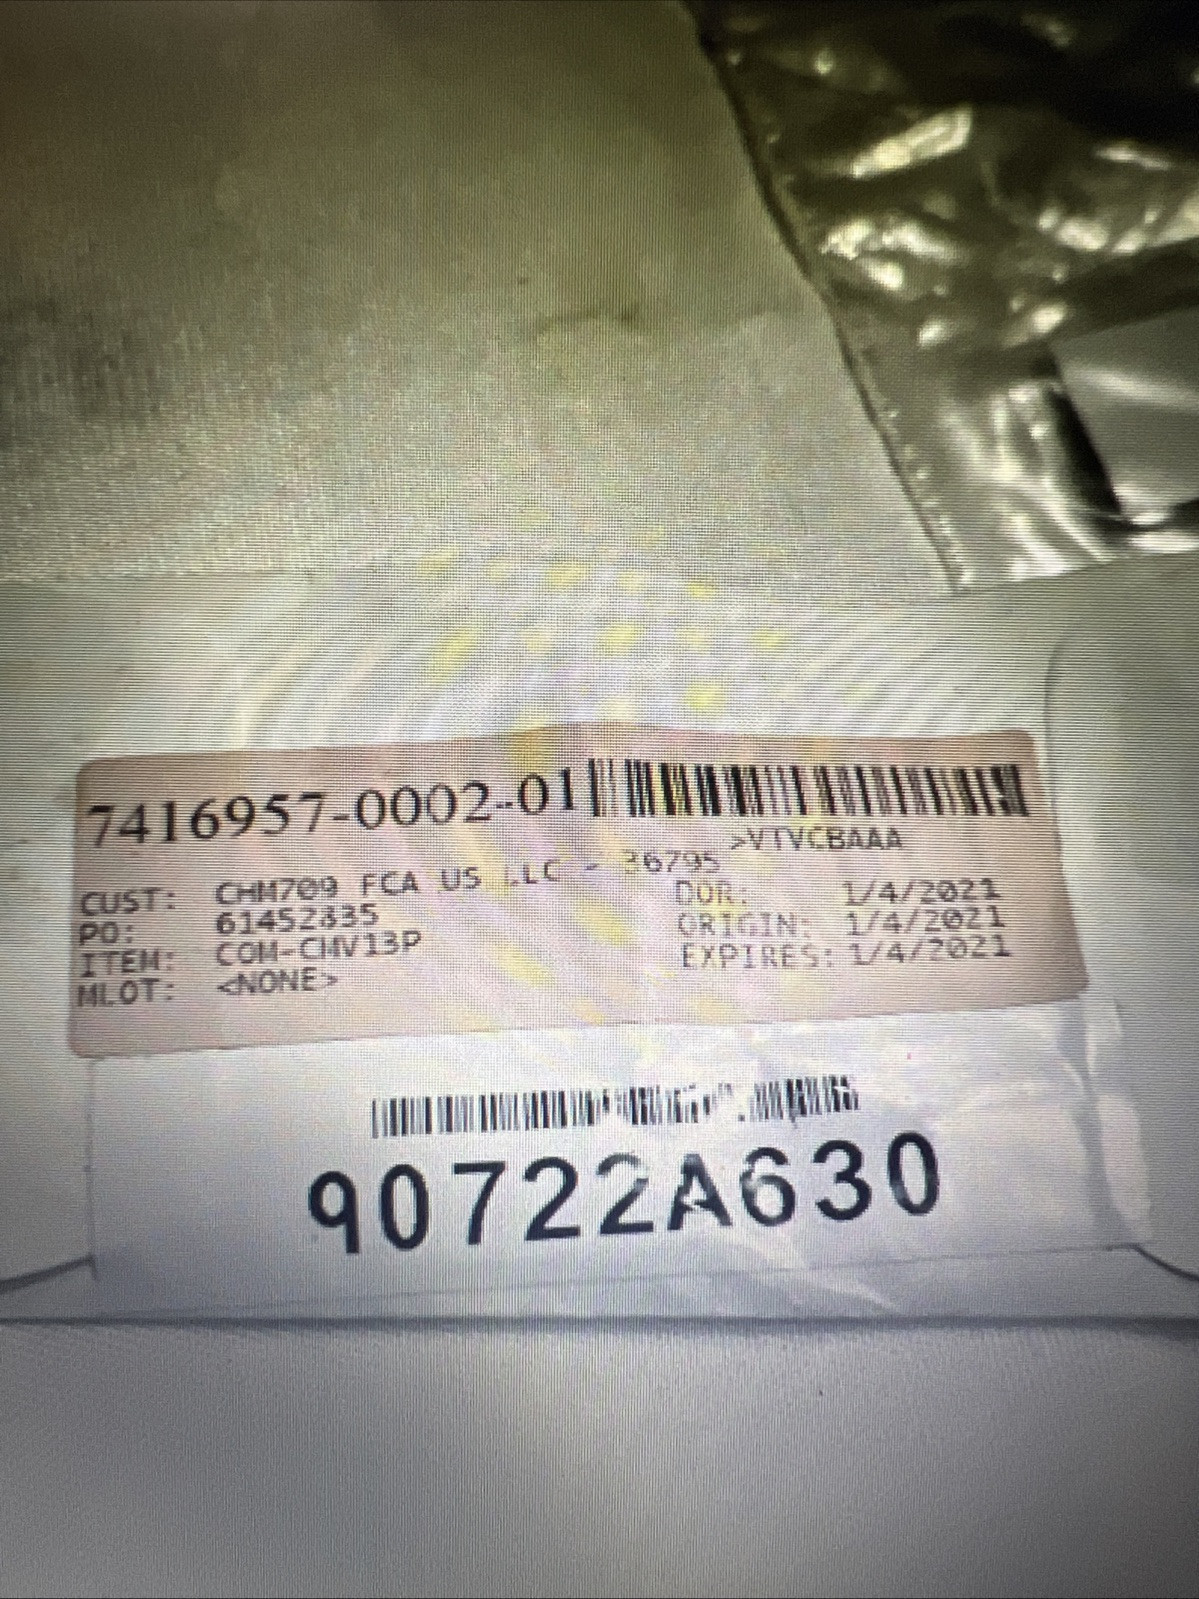 7416957-0002-01
>VTVCBAAA
CUST: CHM709 FCA US LLC - 36795
PO: 61452835
ITEM: COM-CMV13P
MLOT: <NONE>
DOR: 1/4/2021
ORIGIN: 1/4/2021
EXPIRES: 1/4/2021
90722A630